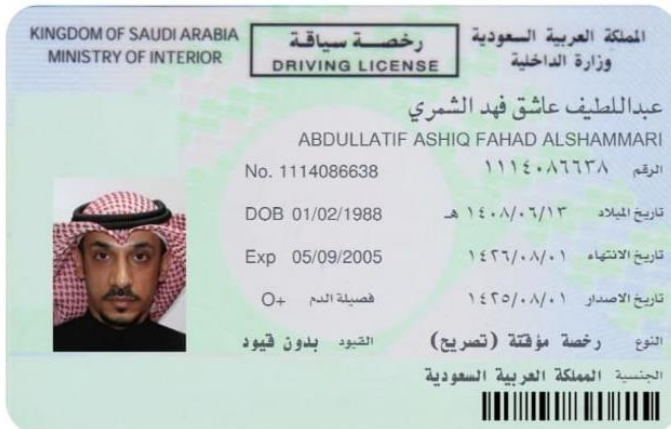 KINGDOM OF SAUDI ARABIA
MINISTRY OF INTERIOR
رخصة سياقة
DRIVING LICENSE
المملكة العربية السعودية
وزارة الداخلية
عبداللطيف عاشق فهد الشمري
ABDULLATIF ASHIQ FAHAD ALSHAMMARI
No. 1114086638 الرقم ١١١٤٠٨٦٦٣٨
DOB 01/02/1988 تاريخ الميلاد ١٤٠٨/٠٦/١٣ هـ
Exp 05/09/2005 تاريخ الانتهاء ١٤٢٦/٠٨/٠١
تاريخ الاصدار ١٤٢٥/٠٨/٠١ فصيلة الدم O+
النوع رخصة مؤقتة (تصريح) القيود بدون قيود
الجنسية المملكة العربية السعودية